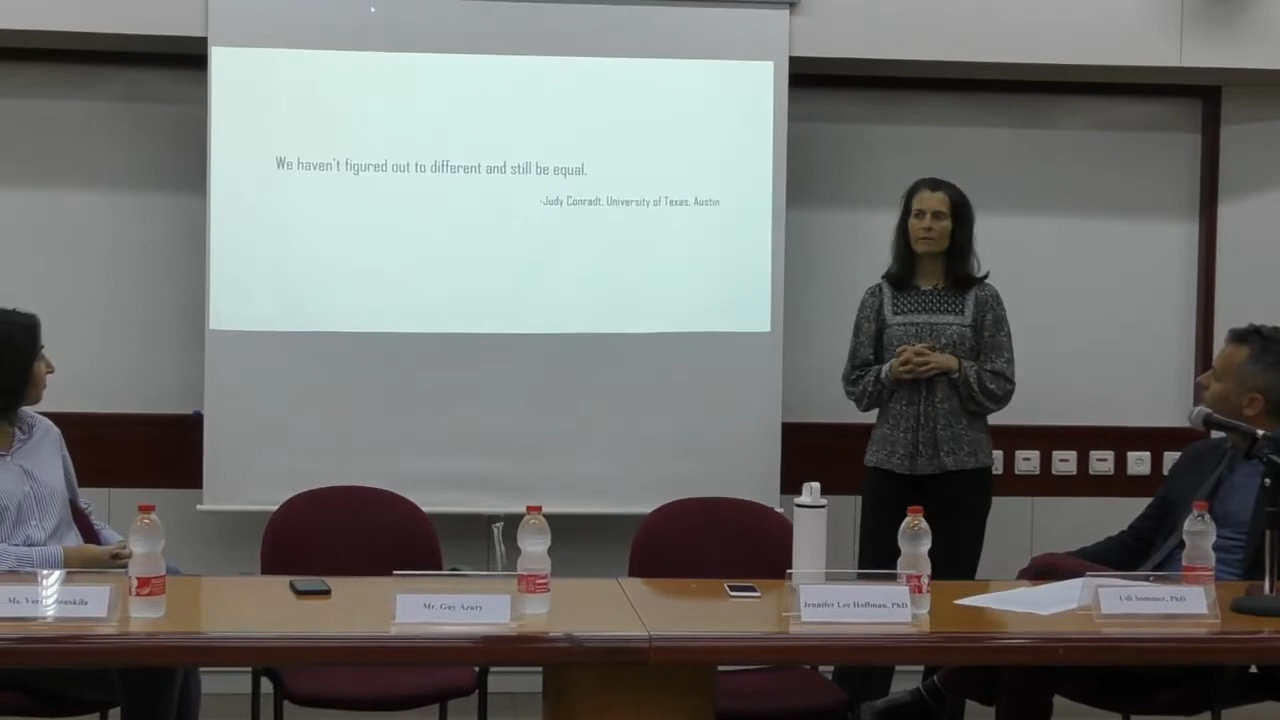 We haven't figured out to different and still be equal.
-Judy Conradt, University of Texas, Austin
Ms.
Mr. Guy Azury
Jennifer Lee Hoffman, PhD
Udi Sommer, PhD